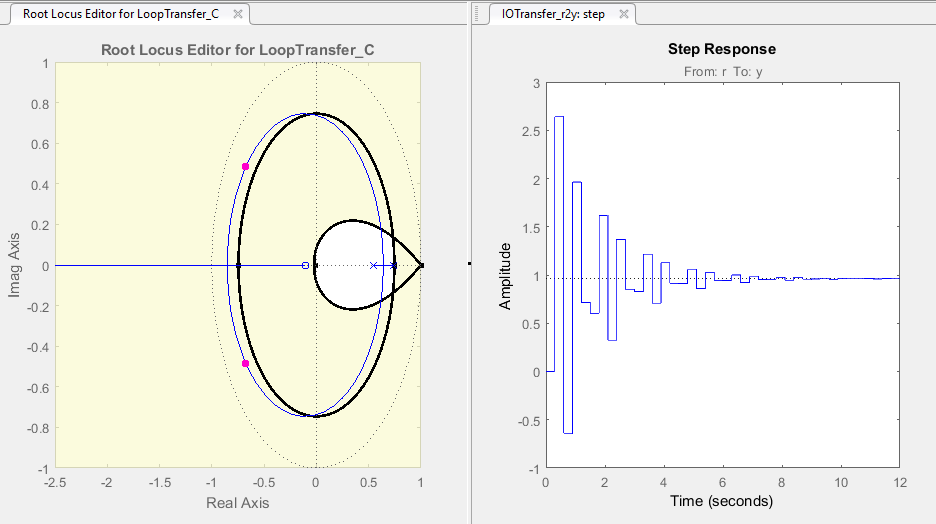 Root Locus Editor for LoopTransfer_C
IOTransfer_r2y: step
Root Locus Editor for LoopTransfer_C
1
0.8
0.6
0.4
0.2
0
-0.2
-0.4
-0.6
-0.8
-1
-2.5 -2 -1.5 -1 -0.5 0 0.5 1
Imag Axis
Real Axis
Step Response
From: r To: y
3
2.5
2
1.5
1
0.5
0
-0.5
-1
0 2 4 6 8 10 12
Amplitude
Time (seconds)